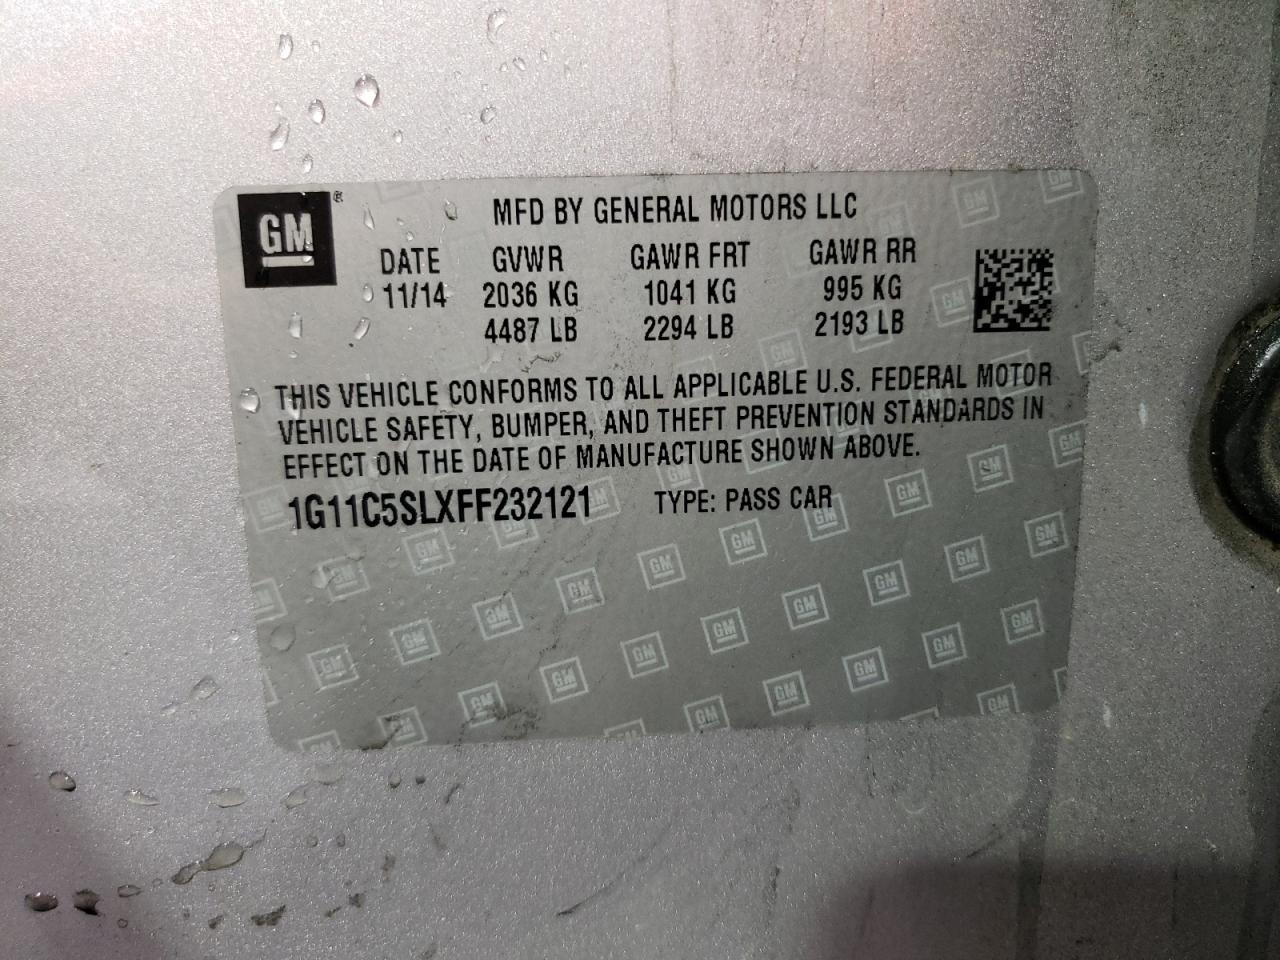 GM ®
MFD BY GENERAL MOTORS LLC
DATE GVWR GAWR FRT GAWR RR
11/14 2036 KG 1041 KG 995 KG
4487 LB 2294 LB 2193 LB
THIS VEHICLE CONFORMS TO ALL APPLICABLE U.S. FEDERAL MOTOR
VEHICLE SAFETY, BUMPER, AND THEFT PREVENTION STANDARDS IN
EFFECT ON THE DATE OF MANUFACTURE SHOWN ABOVE.
1G11C5SLXFF232121 TYPE: PASS CAR